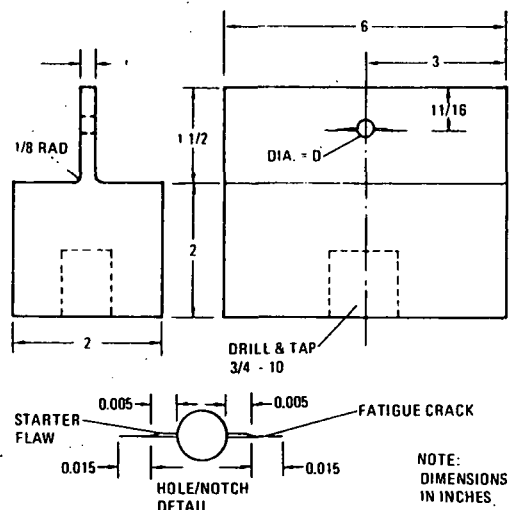 6
3
11/16
1 1/2
1/8 RAD
DIA. = D
2
2
DRILL & TAP
3/4 - 10
0.005
0.005
STARTER
FLAW
FATIGUE CRACK
0.015
0.015
HOLE/NOTCH
DETAIL
NOTE:
DIMENSIONS
IN INCHES